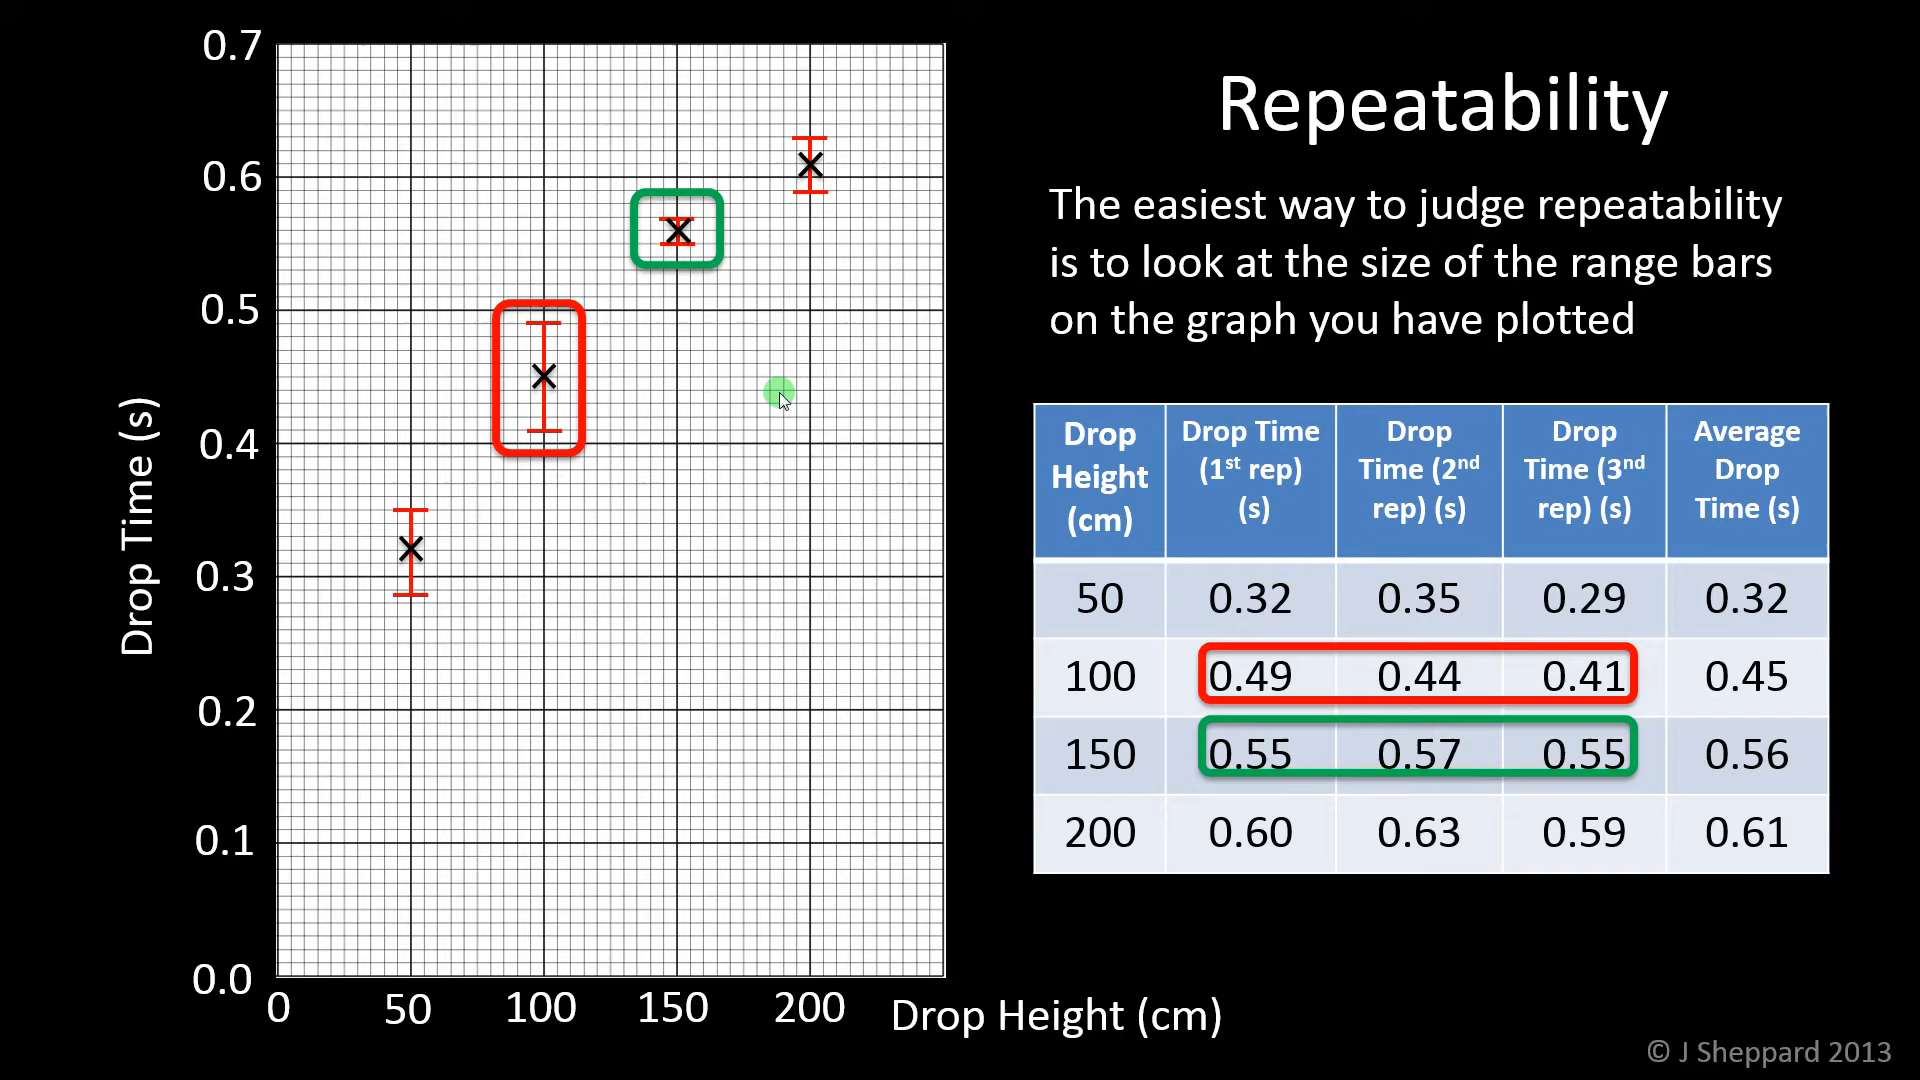 Repeatability
The easiest way to judge repeatability
is to look at the size of the range bars
on the graph you have plotted
0.7
0.6
0.5
0.4
0.3
0.2
0.1
0.0
Drop Time (s)
0 50 100 150 200
Drop Height (cm)
Drop Height (cm) Drop Time (1st rep) (s) Drop Time (2nd rep) (s) Drop Time (3nd rep) (s) Average Drop Time (s)
50 0.32 0.35 0.29 0.32
100 0.49 0.44 0.41 0.45
150 0.55 0.57 0.55 0.56
200 0.60 0.63 0.59 0.61
© J Sheppard 2013